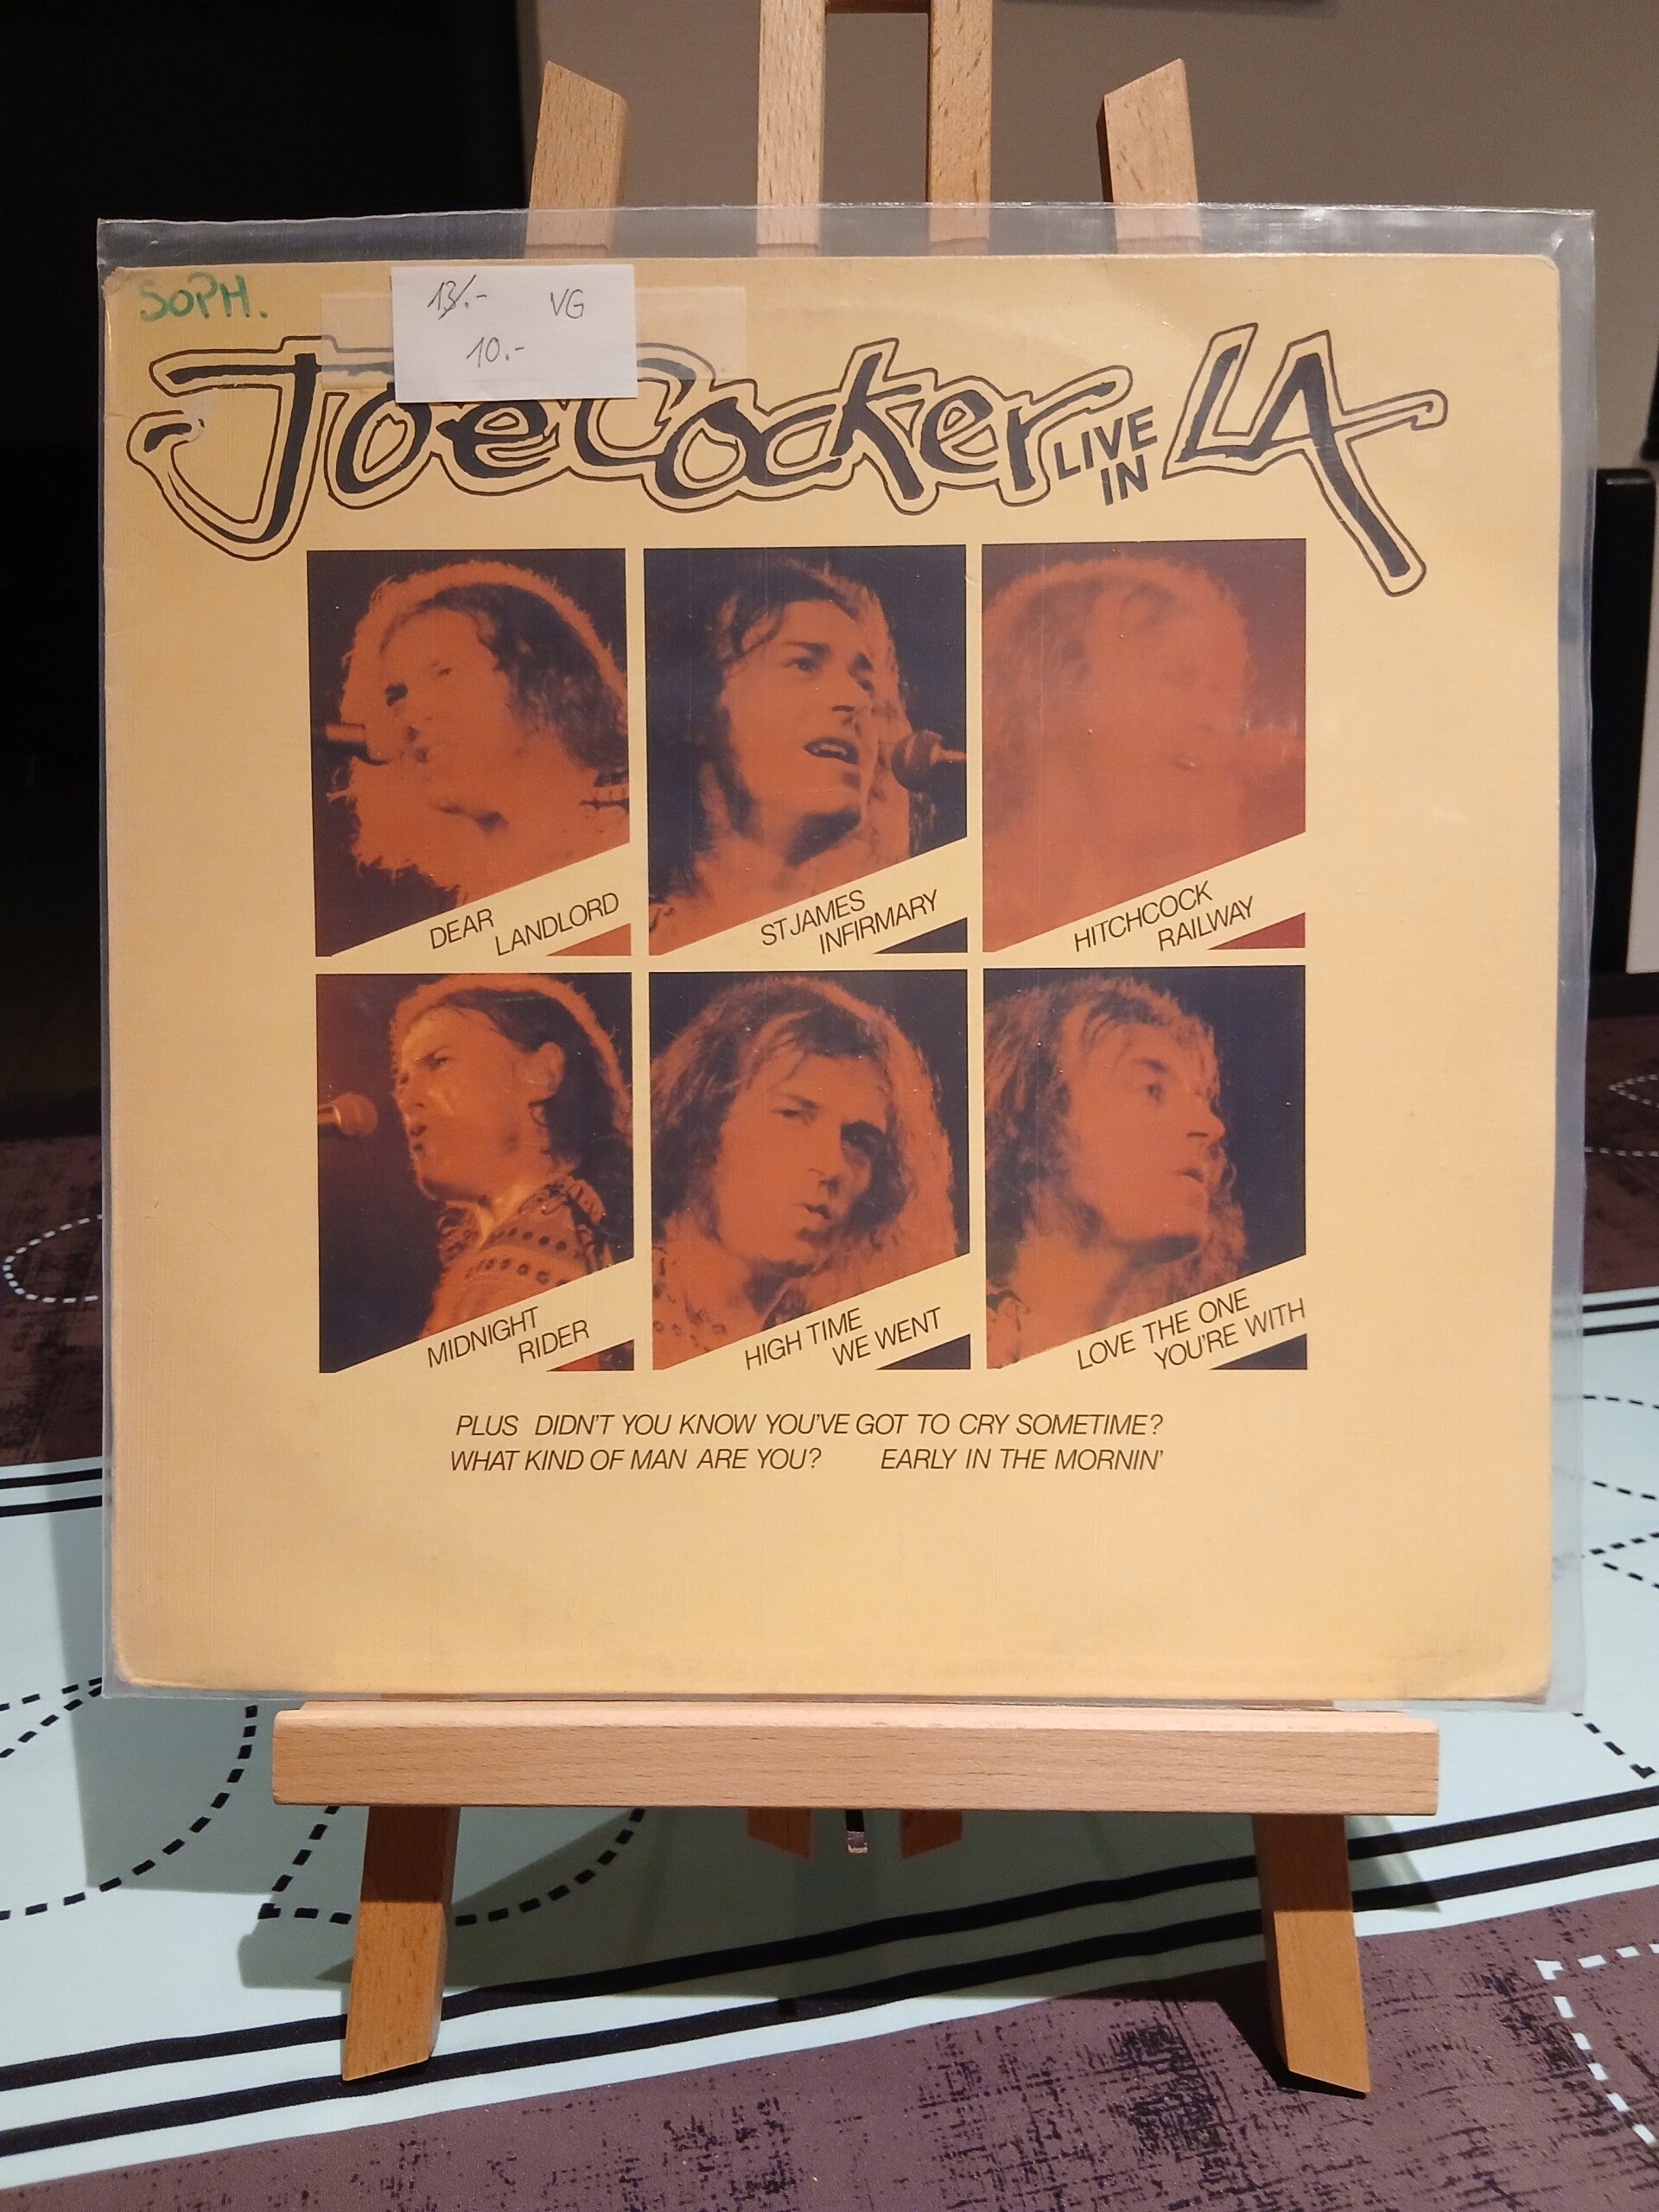 SOPH.
13.- VG
10.-
Joe Cocker LIVE IN LA
DEAR
LANDLORD
ST JAMES
INFIRMARY
HITCHCOCK
RAILWAY
MIDNIGHT
RIDER
HIGH TIME
WE WENT
LOVE THE ONE
YOU'RE WITH
PLUS DIDN'T YOU KNOW YOU'VE GOT TO CRY SOMETIME?
WHAT KIND OF MAN ARE YOU? EARLY IN THE MORNIN'